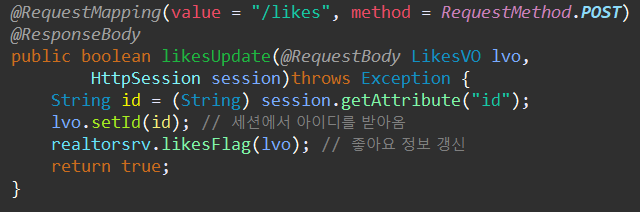 @RequestMapping(value = "/likes", method = RequestMethod.POST)
@ResponseBody
public boolean likesUpdate(@RequestBody LikesVO lvo,
        HttpSession session)throws Exception {
    String id = (String) session.getAttribute("id");
    lvo.setId(id); // 세션에서 아이디를 받아옴
    realtorsrv.likesFlag(lvo); // 좋아요 정보 갱신
    return true;
}